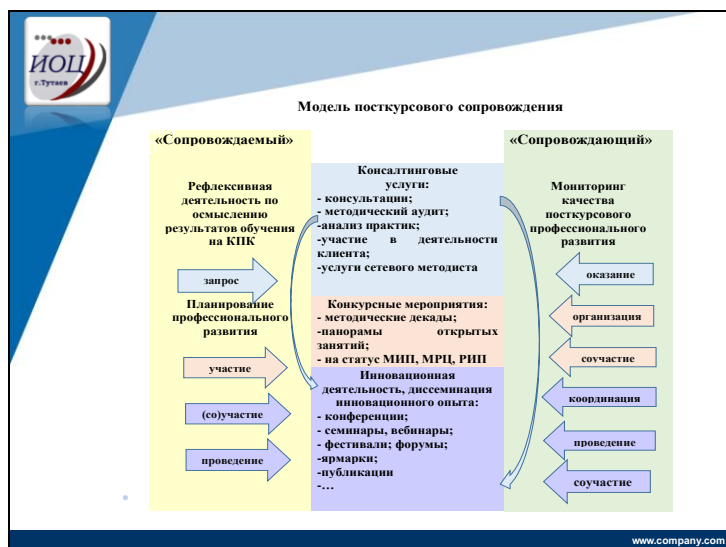 ИОЦ
г.Тутаев
Модель посткурсового сопровождения
«Сопровождаемый»
Рефлексивная
деятельность по
осмыслению
результатов обучения
на КПК
запрос
Планирование
профессионального
развития
участие
(со)участие
проведение
Консалтинговые
услуги:
- консультации;
- методический аудит;
-анализ практик;
-участие в деятельности
клиента;
-услуги сетевого методиста
Конкурсные мероприятия:
- методические декады;
-панорамы открытых
занятий;
- на статус МИП, МРЦ, РИП
Инновационная
деятельность, диссеминация
инновационного опыта:
- конференции;
- семинары, вебинары;
- фестивали; форумы;
-ярмарки;
-публикации
-…
«Сопровождающий»
Мониторинг
качества
посткурсового
профессионального
развития
оказание
организация
соучастие
координация
проведение
соучастие
www.company.com